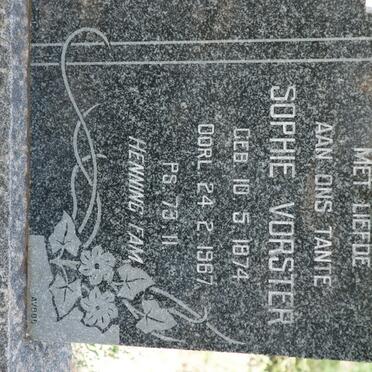 MET LIEFDE
AAN ONS TANTE
SOPHIE VORSTER
GEB 10.5.1874
OORL 24.2.1967
PS. 73:11
HENNING FAM.